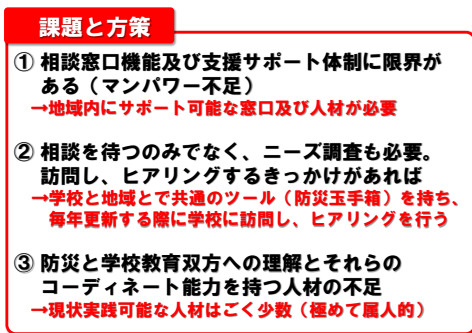 課題と方策
① 相談窓口機能及び支援サポート体制に限界が
ある（マンパワー不足）
→地域内にサポート可能な窓口及び人材が必要
② 相談を待つのみでなく、ニーズ調査も必要。
訪問し、ヒアリングするきっかけがあれば
→学校と地域とで共通のツール（防災玉手箱）を持ち、
毎年更新する際に学校に訪問し、ヒアリングを行う
③ 防災と学校教育双方への理解とそれらの
コーディネート能力を持つ人材の不足
→現状実践可能な人材はごく少数（極めて属人的）